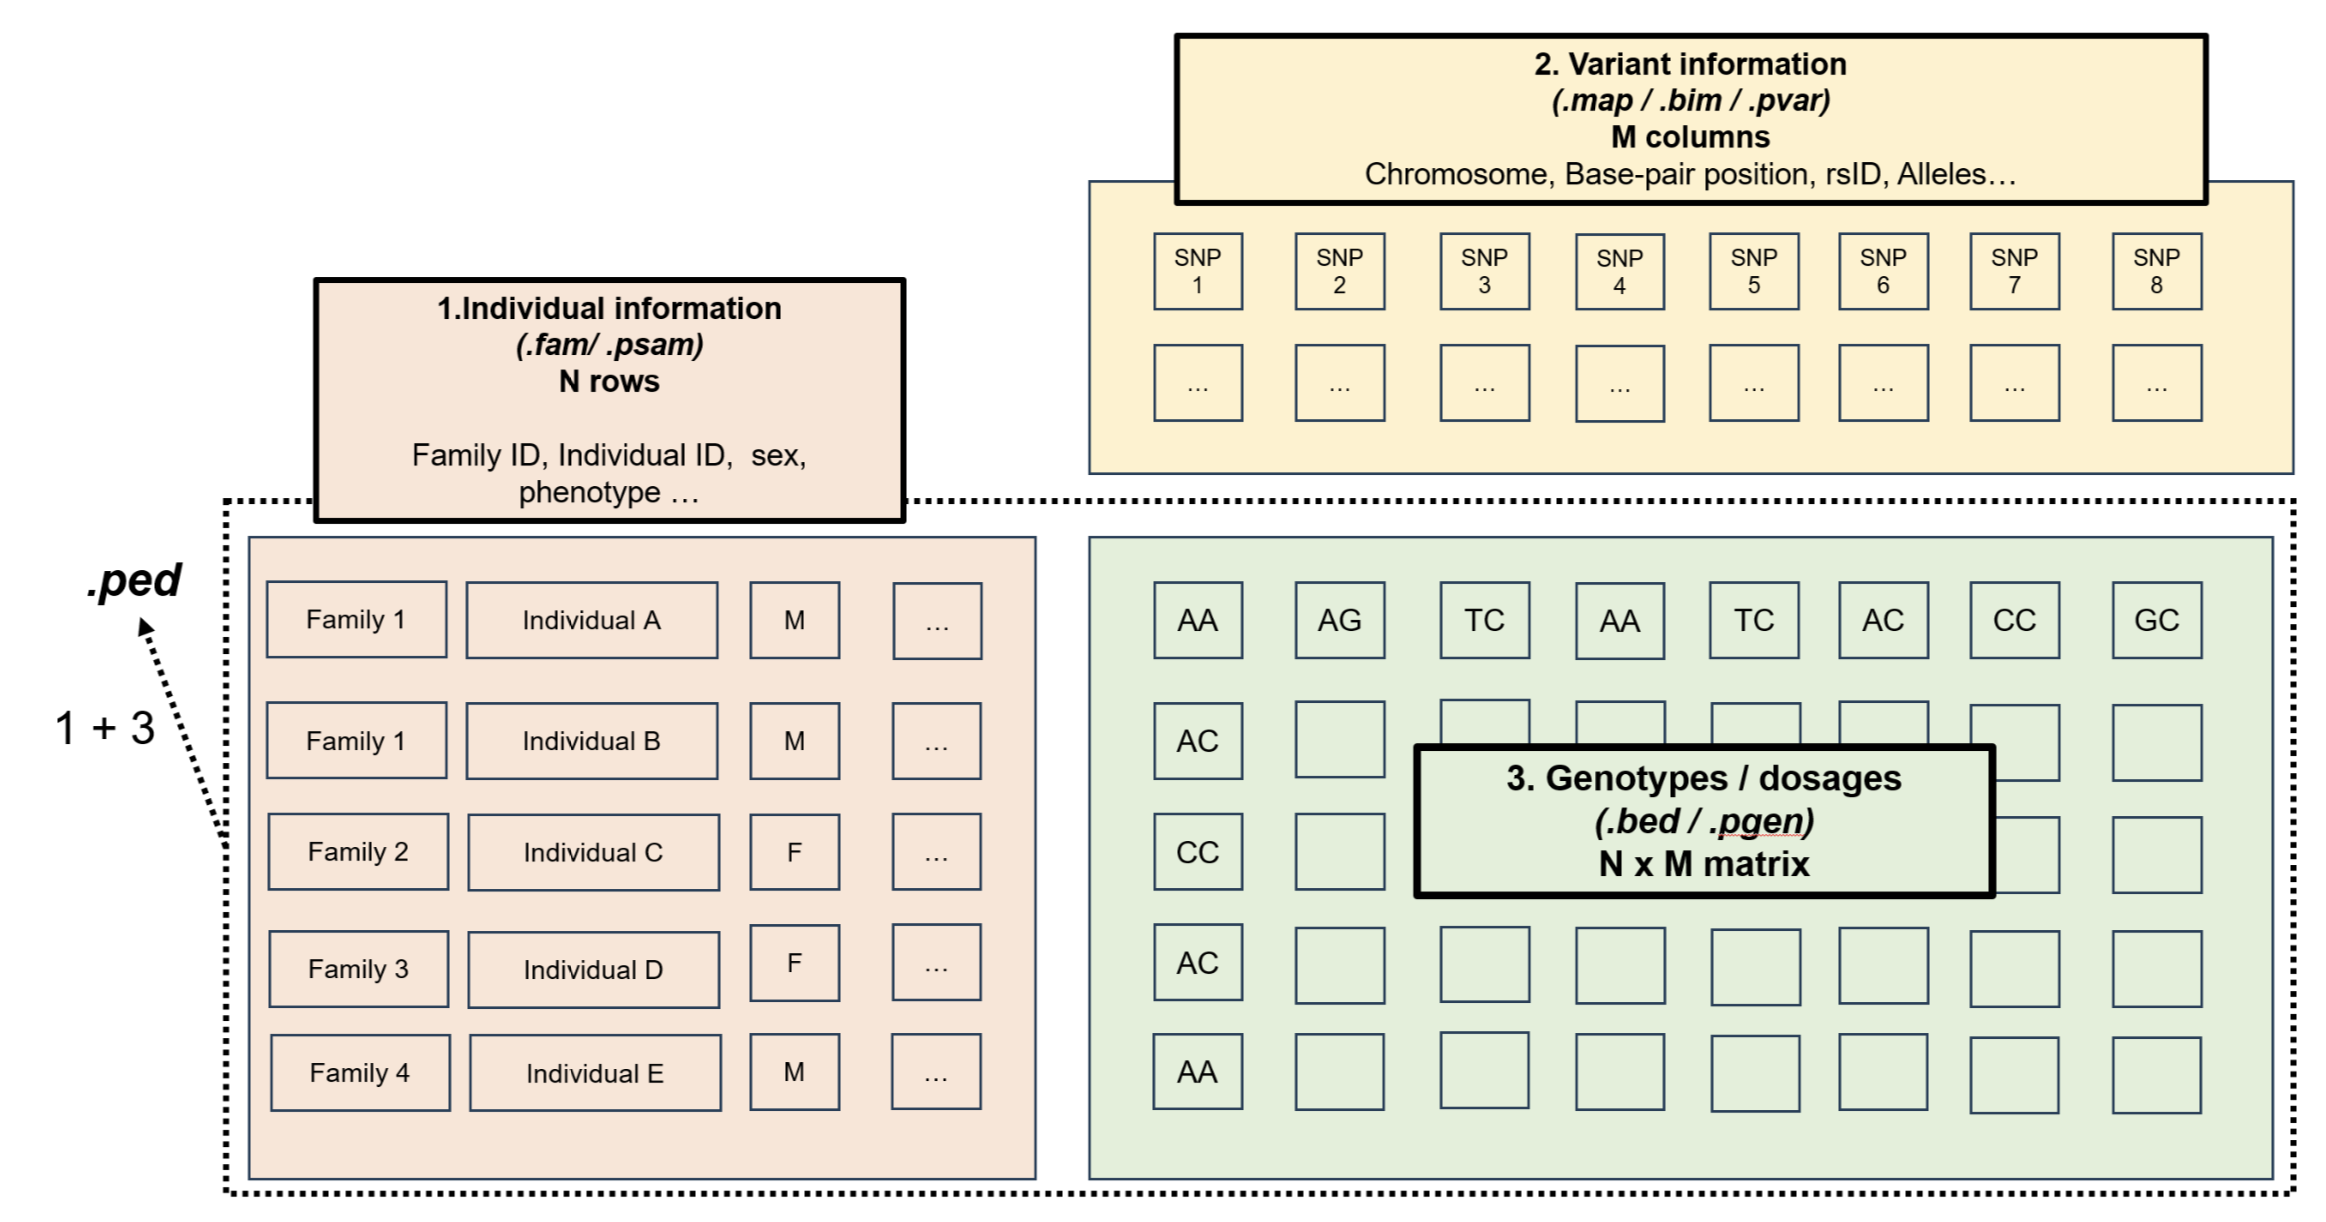 2. Variant information
(.map / .bim / .pvar)
M columns
Chromosome, Base-pair position, rsID, Alleles…
SNP 1
SNP 2
SNP 3
SNP 4
SNP 5
SNP 6
SNP 7
SNP 8
… … … … … … … …
1.Individual information
(.fam/ .psam)
N rows
Family ID, Individual ID, sex,
phenotype …
.ped
1 + 3
Family 1 Individual A M …
Family 1 Individual B M …
Family 2 Individual C F …
Family 3 Individual D F …
Family 4 Individual E M …
AA AG TC AA TC AC CC GC
AC
CC
AC
AA
3. Genotypes / dosages
(.bed / .pgen)
N x M matrix